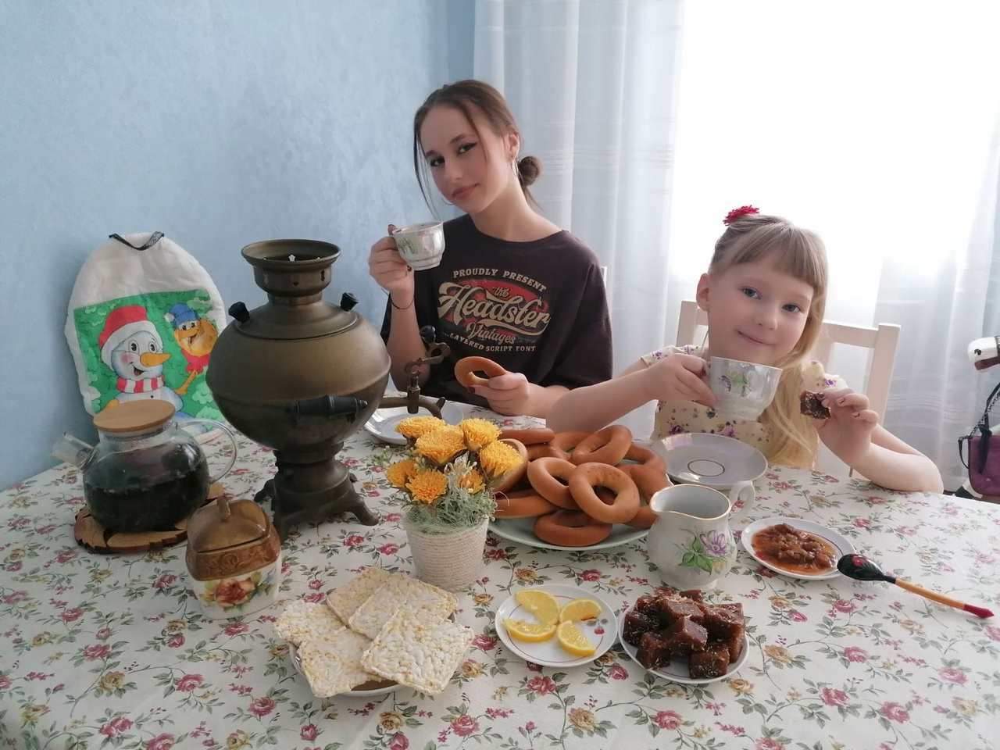 PROUDLY PRESENT
the
Headster
Vintages
...LAYERED SCRIPT FONT